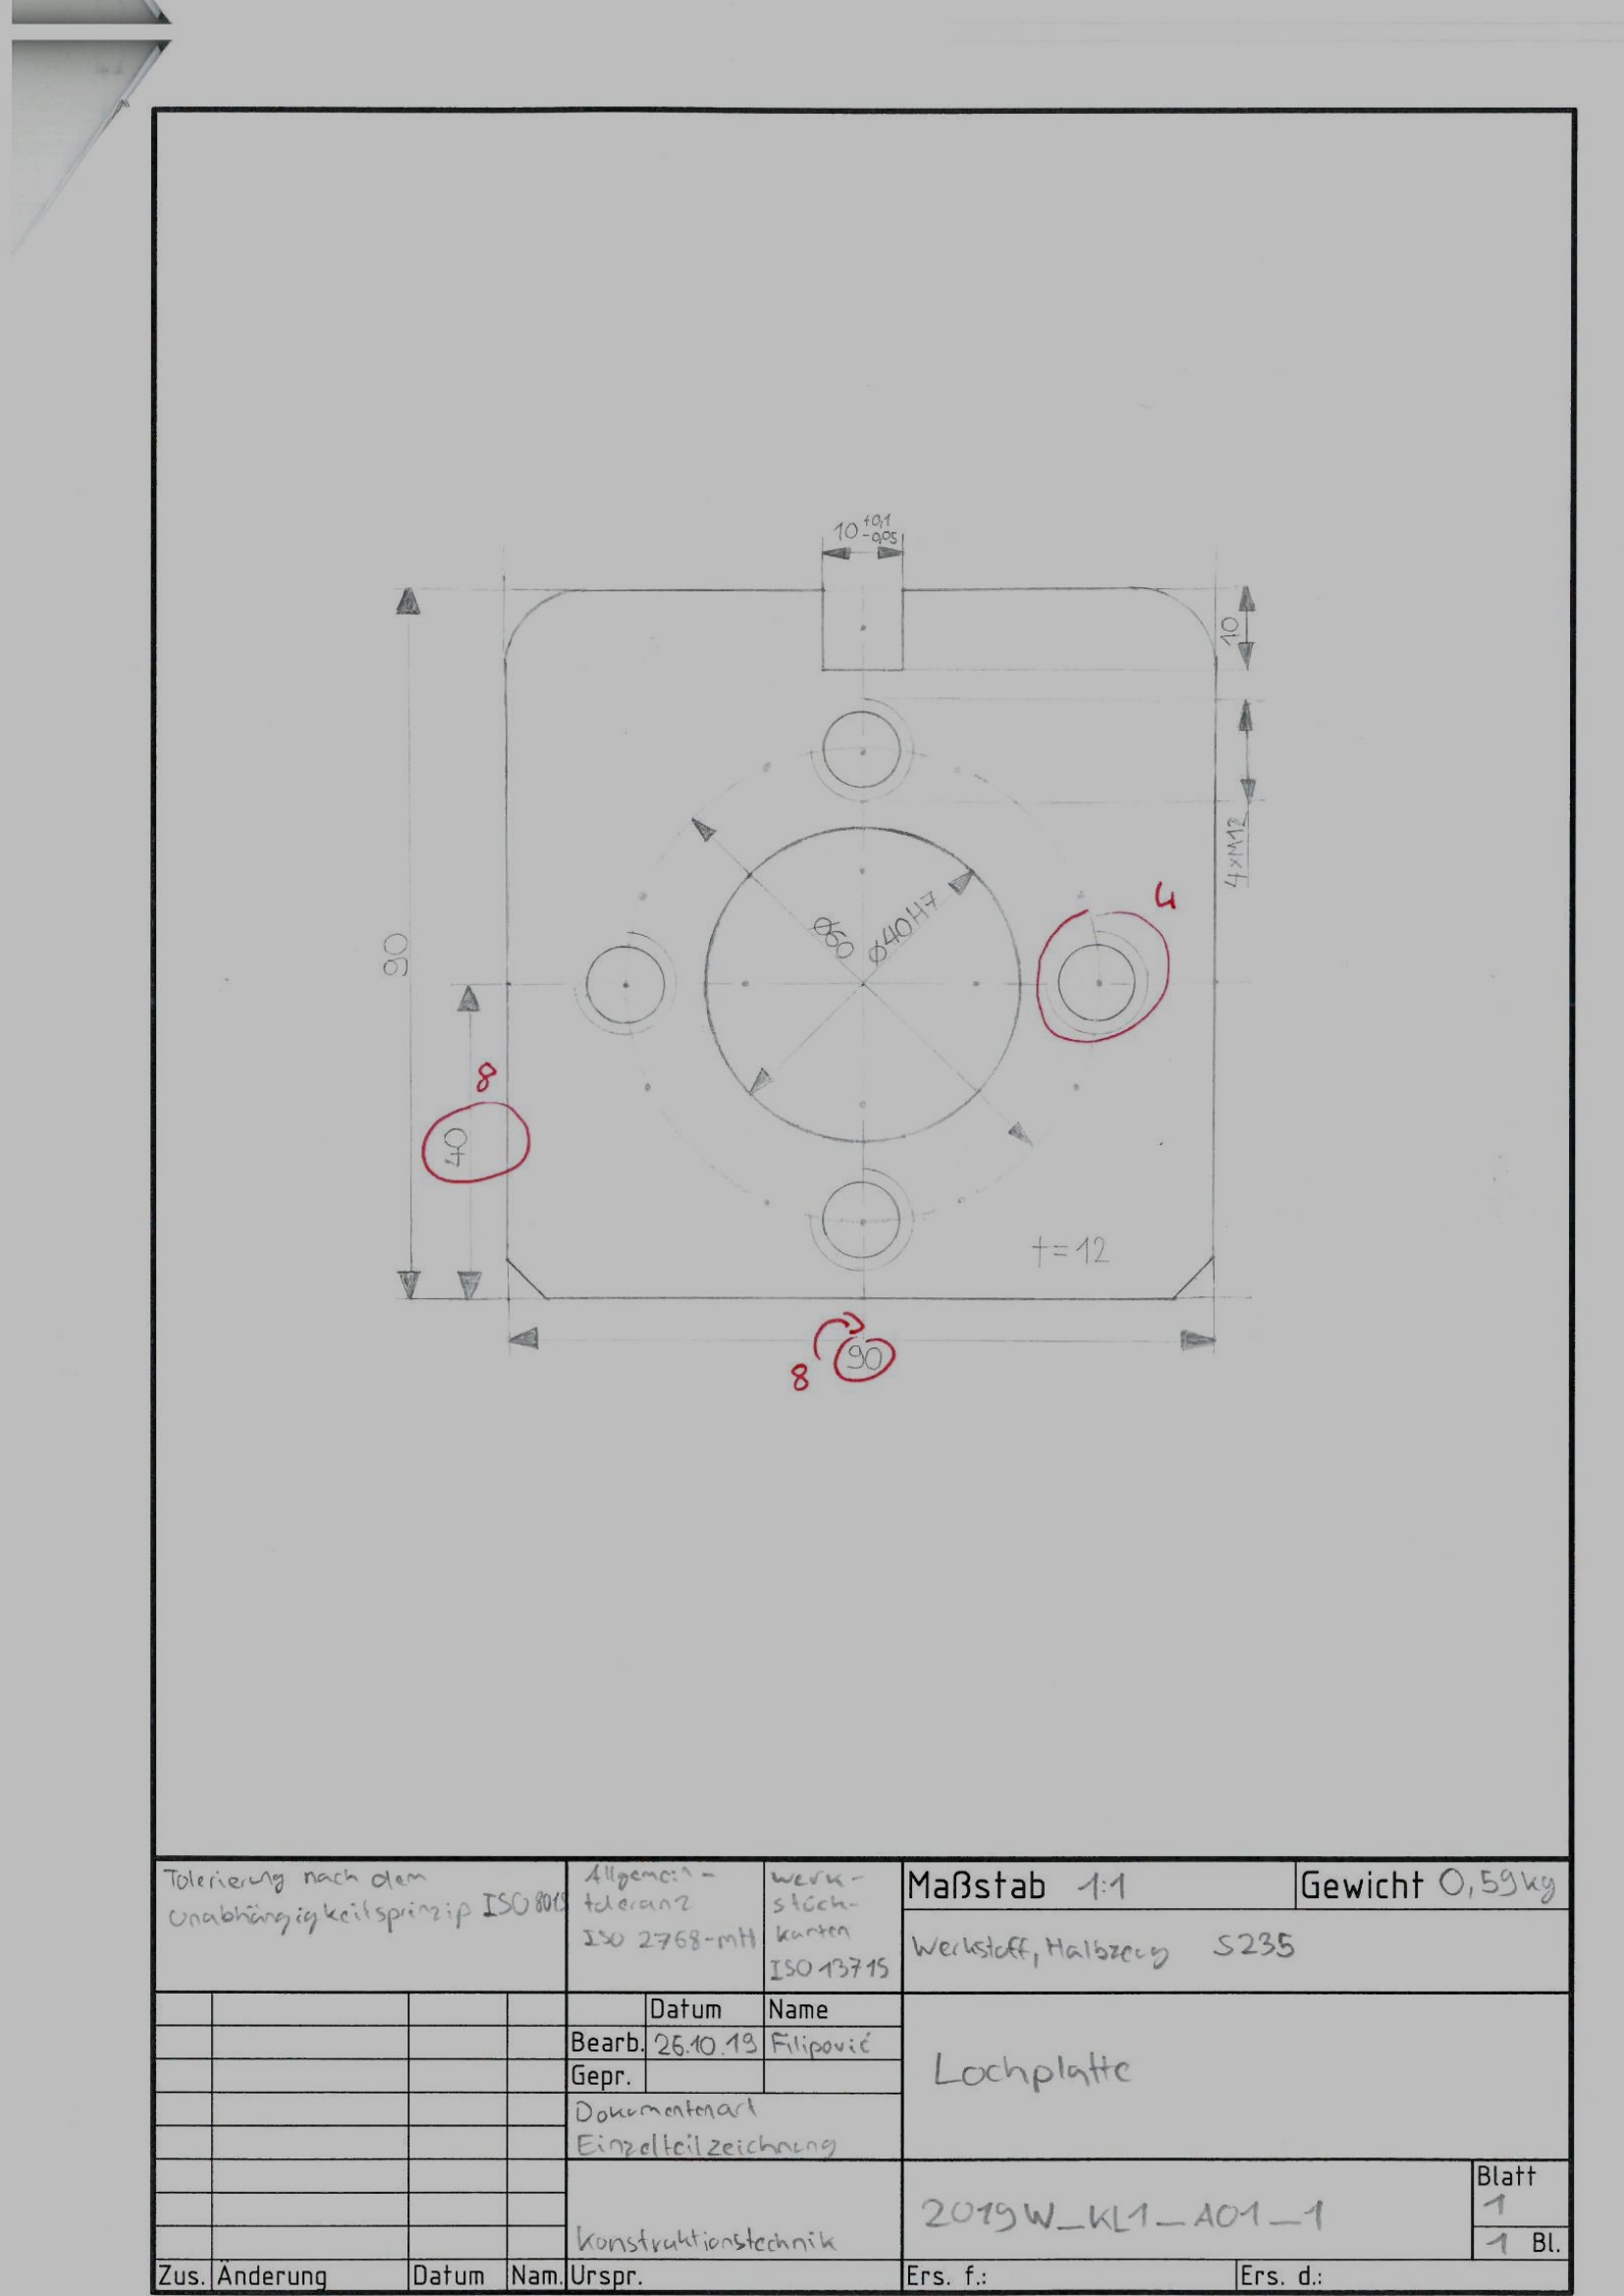 10 +0,1 -0,05
10
4xM12
4
90
Ø60
Ø40H7
8
40
t=12
90
8
Tolerierung nach dem
Unabhängigkeitsprinzip ISO 8015
Allgemein-
toleranz
ISO 2768-mH
Werk-
stück-
kanten
ISO 13715
Maßstab 1:1
Gewicht 0,59kg
Werkstoff, Halbzeug S235
Datum Name
Bearb. 26.10.19 Filipović
Gepr.
Lochplatte
Dokumentenart
Einzelteilzeichnung
Konstruktionstechnik
2019W_KL1_A01_1
Blatt
1
1 Bl.
Zus. Änderung Datum Nam. Urspr. Ers. f.: Ers. d.: